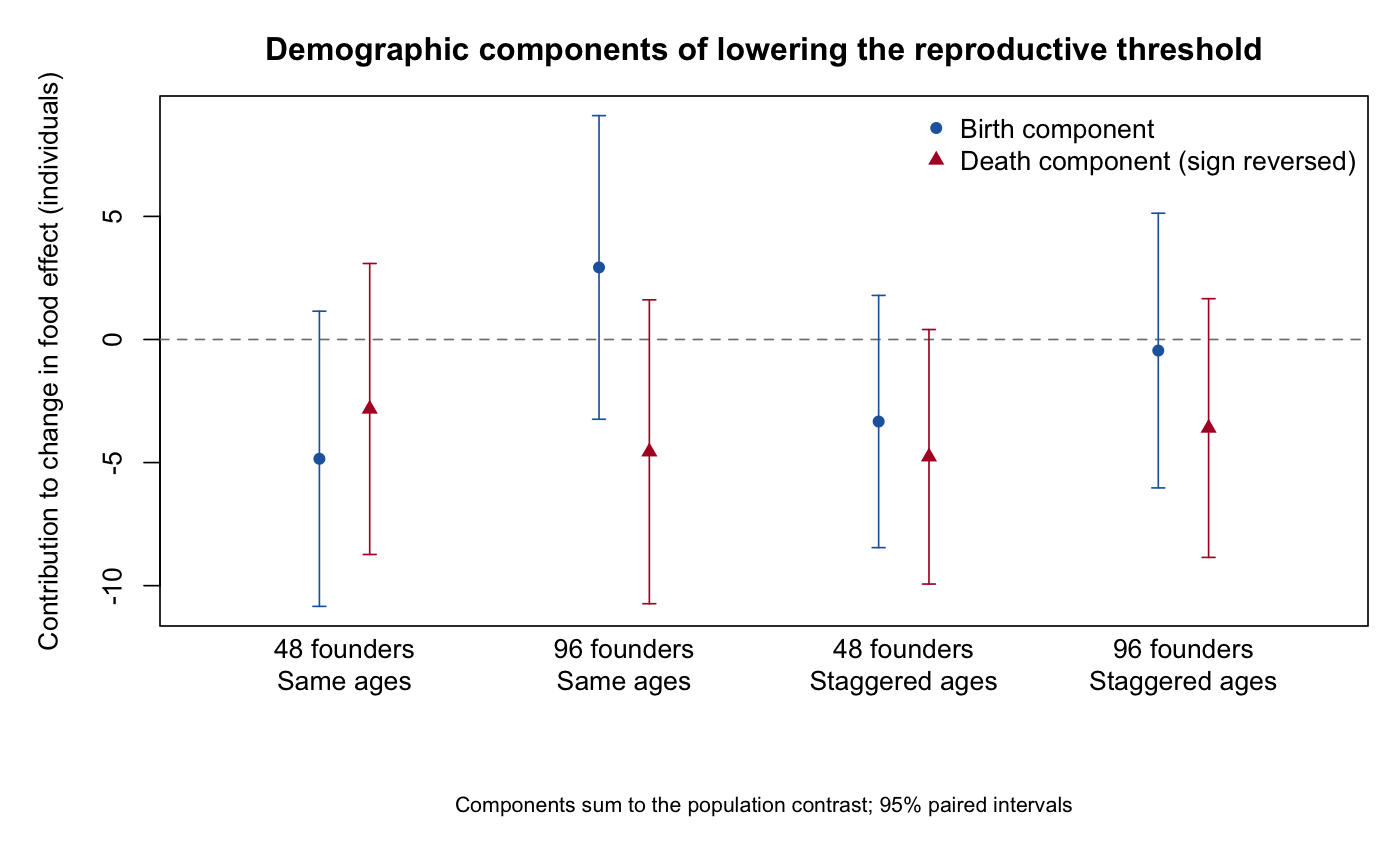 Demographic components of lowering the reproductive threshold
Contribution to change in food effect (individuals)
Birth component
Death component (sign reversed)
5
0
-5
-10
48 founders
Same ages
96 founders
Same ages
48 founders
Staggered ages
96 founders
Staggered ages
Components sum to the population contrast; 95% paired intervals